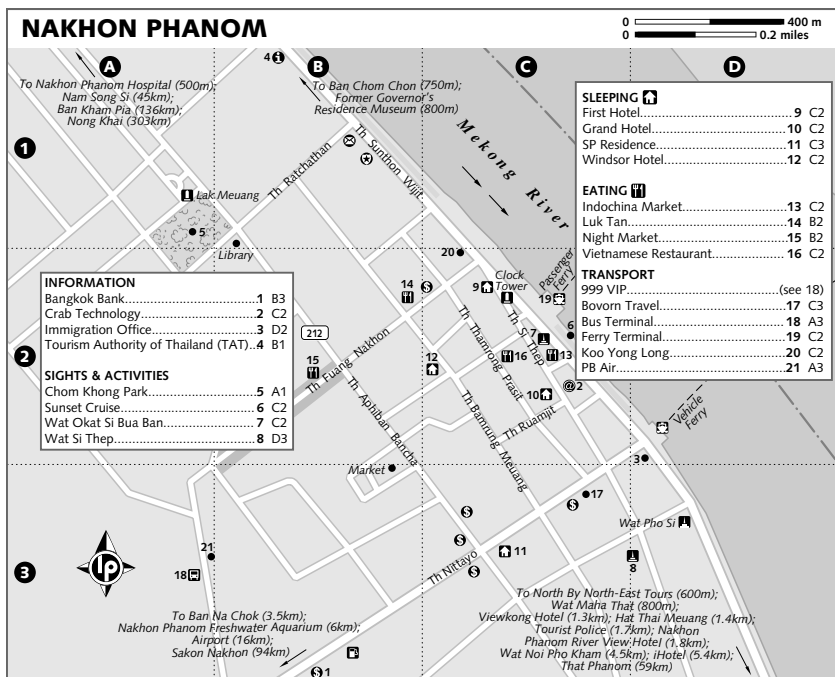 NAKHON PHANOM
0 400 m
0 0.2 miles
A
B
C
D
1
2
3
To Nakhon Phanom Hospital (500m);
Nam Song Si (45km);
Ban Kham Pia (136km);
Nong Khai (303km)
4
To Ban Chom Chon (750m);
Former Governor's
Residence Museum (800m)
Mekong River
Th Sunthon Wijit
Th Ratchathan
Lak Meuang
5
Library
SLEEPING
First Hotel 9 C2
Grand Hotel 10 C2
SP Residence 11 C3
Windsor Hotel 12 C2
EATING
Indochina Market 13 C2
Luk Tan 14 B2
Night Market 15 B2
Vietnamese Restaurant 16 C2
TRANSPORT
999 VIP (see 18)
Bovorn Travel 17 C3
Bus Terminal 18 A3
Ferry Terminal 19 C2
Koo Yong Long 20 C2
PB Air 21 A3
INFORMATION
Bangkok Bank 1 B3
Crab Technology 2 C2
Immigration Office 3 D2
Tourism Authority of Thailand (TAT) 4 B1
SIGHTS & ACTIVITIES
Chom Khong Park 5 A1
Sunset Cruise 6 C2
Wat Okat Si Bua Ban 7 C2
Wat Si Thep 8 D3
20
Clock
Tower
Passenger
Ferry
9
19
14
212
15
Th Fuang Nakhon
12
Th Thamrong Prasit
Th Si Thep
6
7
16
13
@ 2
10
Th Ruamjit
Th Aphiban Bancha
Th Bamrung Meuang
Vehicle
Ferry
Market
3
17
Wat Pho Si
8
21
18
lp
11
Th Nittayo
To Ban Na Chok (3.5km);
Nakhon Phanom Freshwater Aquarium (6km);
Airport (16km);
Sakon Nakhon (94km)
1
To North By North-East Tours (600m);
Wat Maha That (800m);
Viewkong Hotel (1.3km); Hat Thai Meuang (1.4km);
Tourist Police (1.7km); Nakhon
Phanom River View Hotel (1.8km);
Wat Noi Pho Kham (4.5km); iHotel (5.4km);
That Phanom (59km)